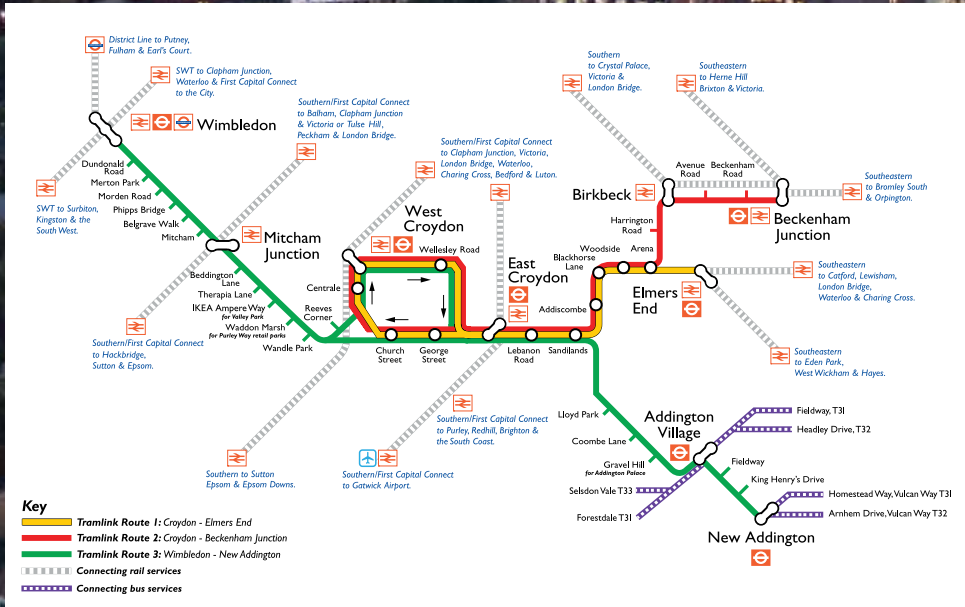 District Line to Putney,
Fulham & Earl's Court.
SWT to Clapham Junction,
Waterloo & First Capital Connect
to the City.
Wimbledon
Southern/First Capital Connect
to Balham, Clapham Junction
& Victoria or Tulse Hill,
Peckham & London Bridge.
Southern/First Capital Connect
to Clapham Junction, Victoria,
London Bridge, Waterloo,
Charing Cross, Bedford & Luton.
Southern
to Crystal Palace,
Victoria &
London Bridge.
Southeastern
to Herne Hill
Brixton & Victoria.
Dundonald
Road
Merton Park
Morden Road
Phipps Bridge
Belgrave Walk
Mitcham
SWT to Surbiton,
Kingston & the
South West.
Mitcham
Junction
Beddington
Lane
Therapia Lane
IKEA Ampere Way
for Valley Park
Waddon Marsh
for Purley Way retail parks
Wandle Park
Reeves
Corner
Centrale
West
Croydon
Wellesley Road
Church
Street
George
Street
East
Croydon
Lebanon
Road
Sandilands
Addiscombe
Blackhorse
Lane
Woodside
Arena
Harrington
Road
Birkbeck
Avenue
Road
Beckenham
Road
Beckenham
Junction
Southeastern
to Bromley South
& Orpington.
Elmers
End
Southeastern
to Catford, Lewisham,
London Bridge,
Waterloo & Charing Cross.
Southeastern
to Eden Park,
West Wickham & Hayes.
Southern/First Capital Connect
to Hackbridge,
Sutton & Epsom.
Southern to Sutton
Epsom & Epsom Downs.
Southern/First Capital Connect
to Purley, Redhill, Brighton &
the South Coast.
Southern/First Capital Connect
to Gatwick Airport.
Lloyd Park
Coombe Lane
Gravel Hill
for Addington Palace
Addington
Village
Fieldway, T31
Headley Drive, T32
Selsdon Vale T33
Forestdale T31
Fieldway
King Henry's Drive
Homestead Way, Vulcan Way T31
Arnhem Drive, Vulcan Way T32
New Addington
Key
Tramlink Route 1: Croydon - Elmers End
Tramlink Route 2: Croydon - Beckenham Junction
Tramlink Route 3: Wimbledon - New Addington
Connecting rail services
Connecting bus services